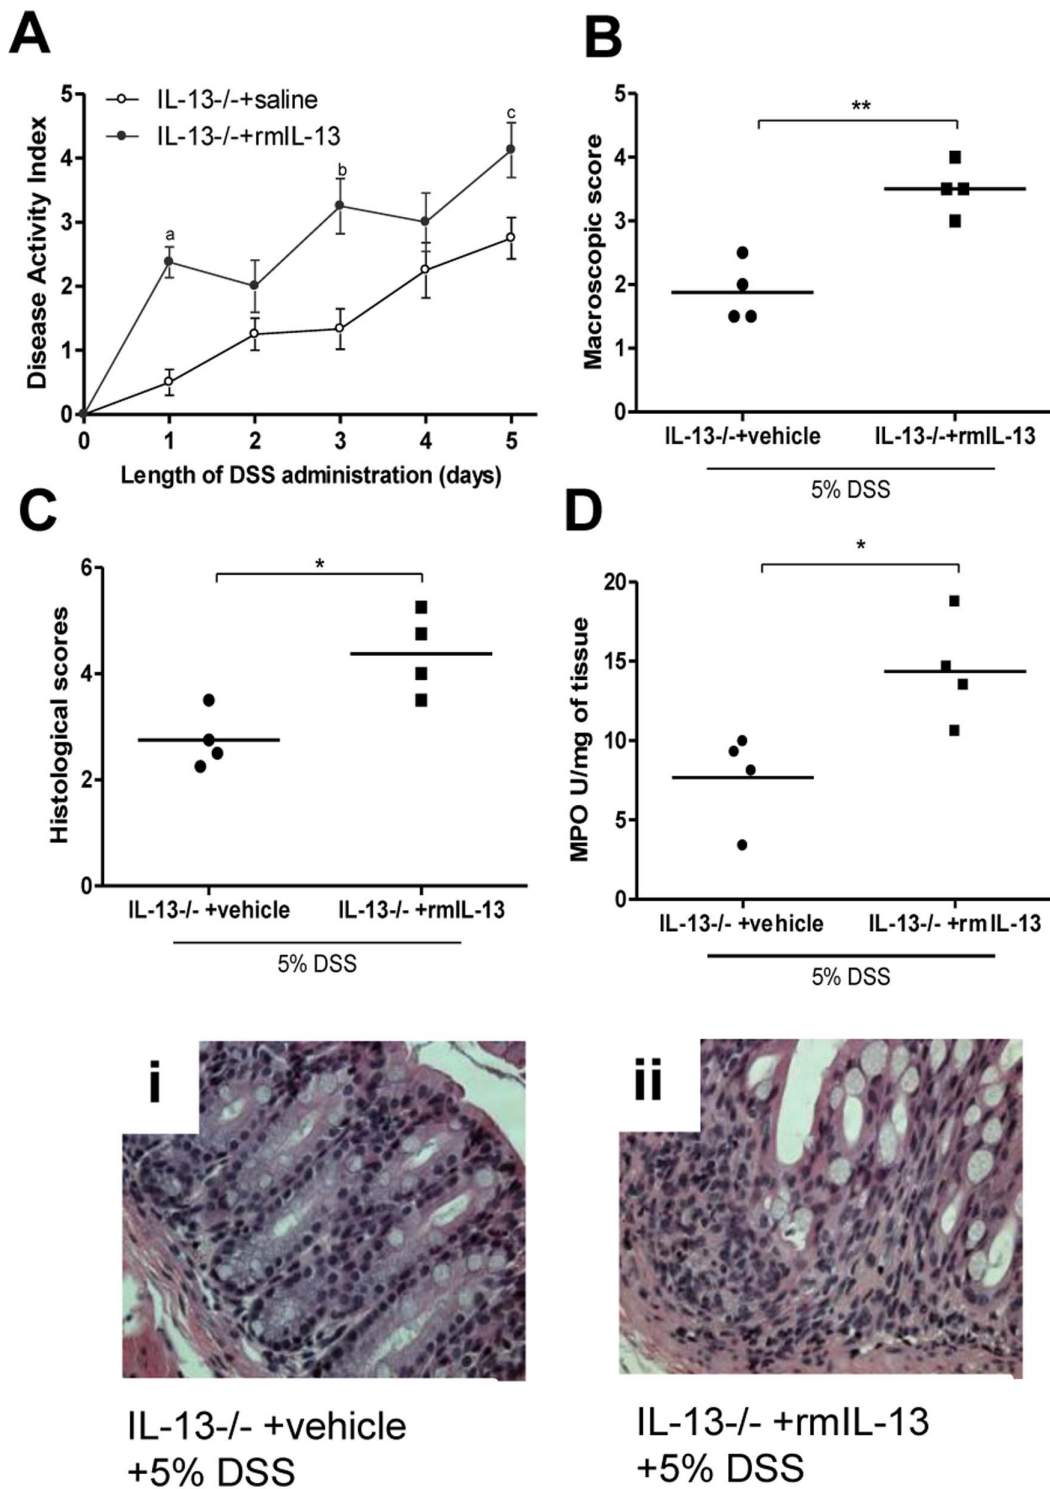 A
IL-13-/-+saline
IL-13-/-+rmIL-13
Disease Activity Index
5
4
3
2
1
0
a
b
c
0 1 2 3 4 5
Length of DSS administration (days)
B
Macroscopic score
5
4
3
2
1
0
**
IL-13-/-+vehicle IL-13-/-+rmIL-13
5% DSS
C
Histological scores
6
4
2
0
*
IL-13-/- +vehicle IL-13-/- +rmIL-13
5% DSS
D
MPO U/mg of tissue
20
15
10
5
0
*
IL-13-/- +vehicle IL-13-/- +rmIL-13
5% DSS
i
IL-13-/- +vehicle
+5% DSS
ii
IL-13-/- +rmIL-13
+5% DSS